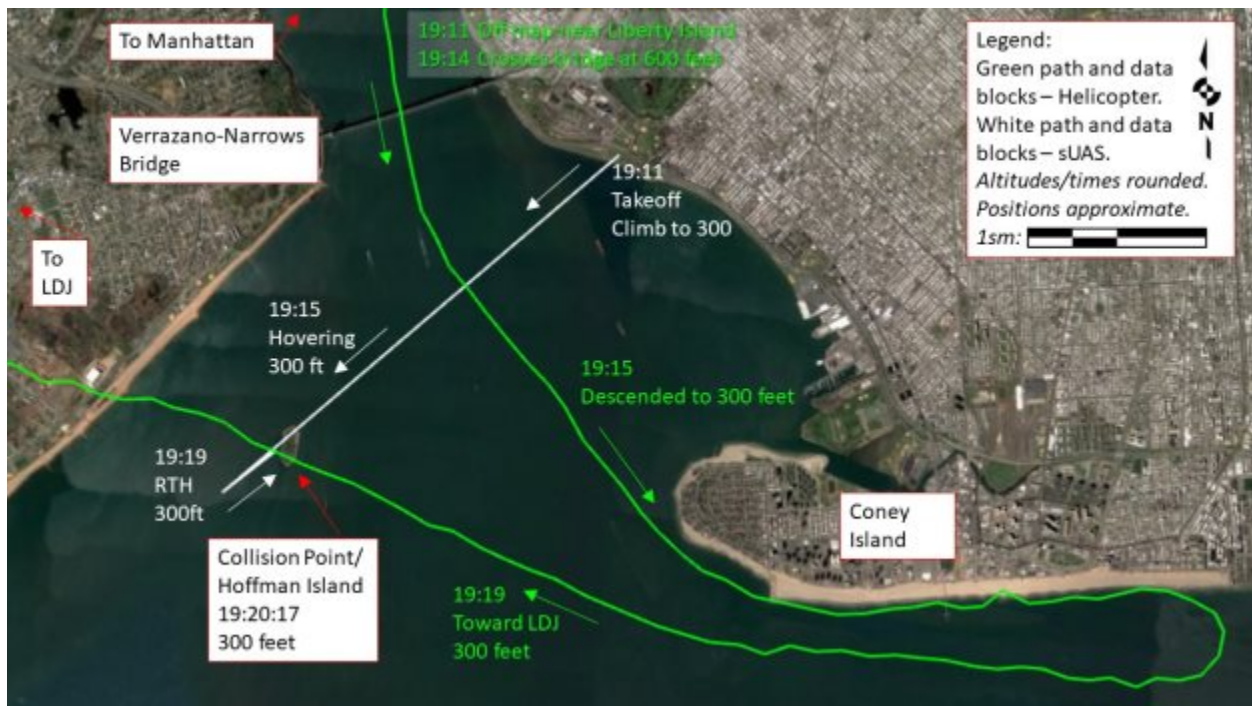 To Manhattan
19:11 Off map near Liberty Island
19:14 Crosses bridge at 600 feet
Legend:
Green path and data
blocks – Helicopter.
White path and data
blocks – sUAS.
Altitudes/times rounded.
Positions approximate.
1sm:
N
Verrazano-Narrows
Bridge
19:11
Takeoff
Climb to 300
To
LDJ
19:15
Hovering
300 ft
19:15
Descended to 300 feet
19:19
RTH
300ft
Coney
Island
Collision Point/
Hoffman Island
19:20:17
300 feet
19:19
Toward LDJ
300 feet